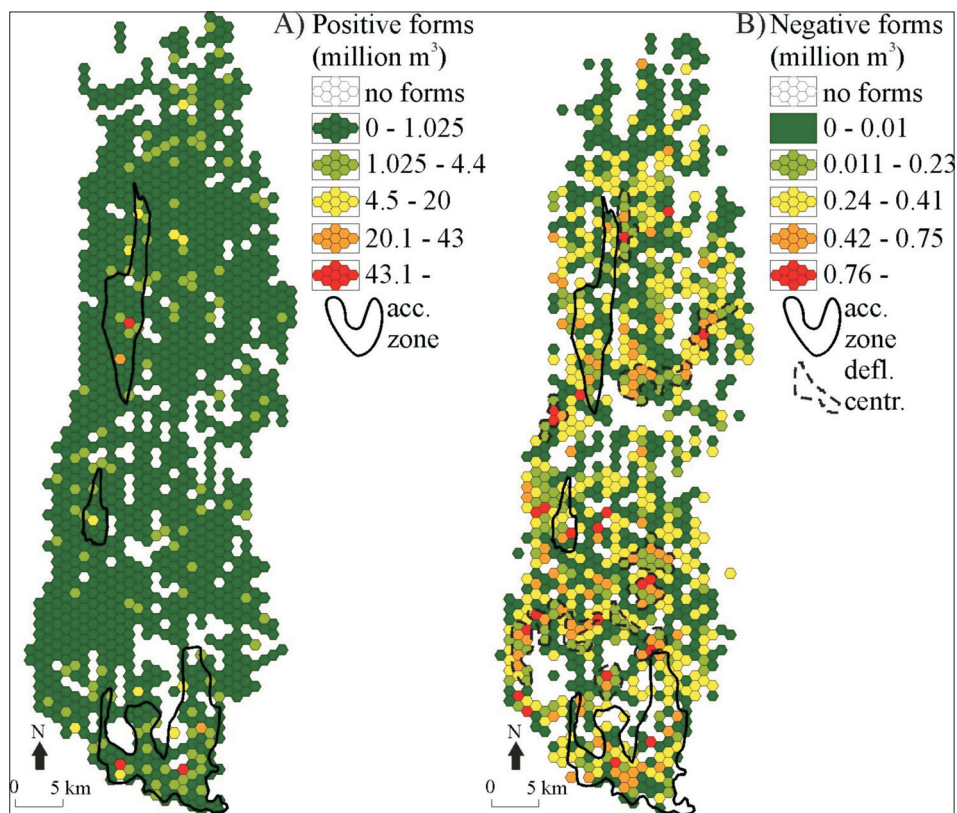 A) Positive forms
(million m³)
no forms
0 - 1.025
1.025 - 4.4
4.5 - 20
20.1 - 43
43.1 -
acc.
zone
N
0 5 km
B) Negative forms
(million m³)
no forms
0 - 0.01
0.011 - 0.23
0.24 - 0.41
0.42 - 0.75
0.76 -
acc.
zone
defl.
centr.
N
0 5 km